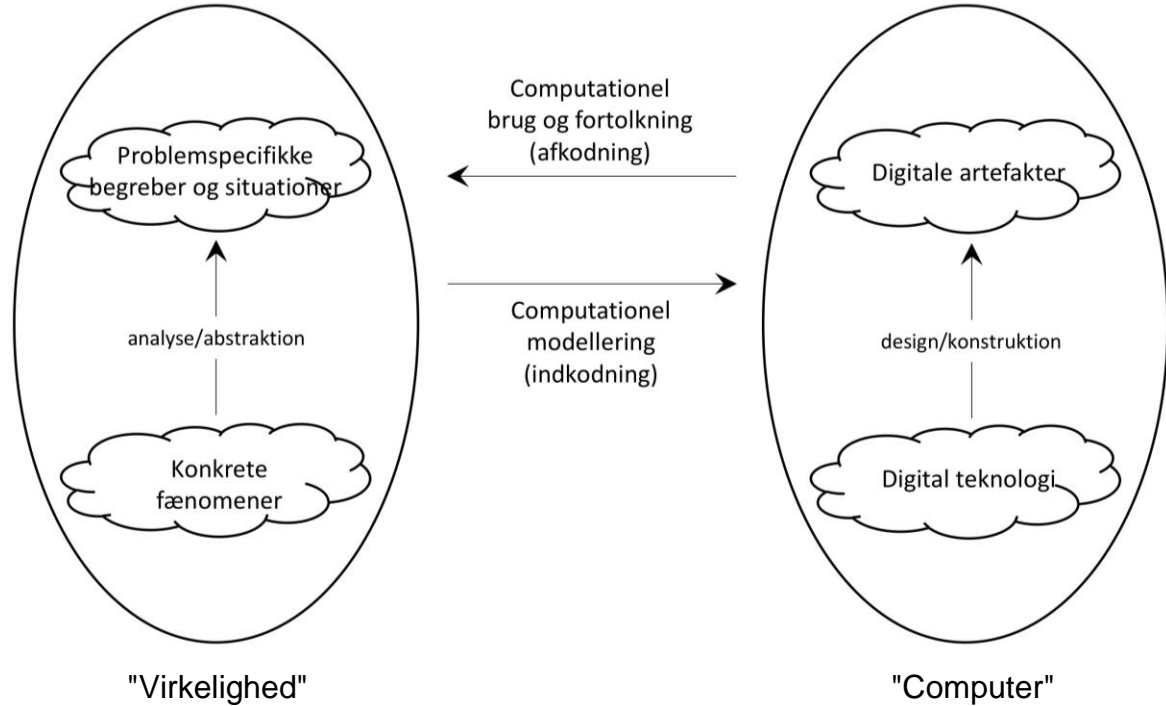 Problemspecifikke
begreber og situationer
analyse/abstraktion
Konkrete
fænomener
"Virkelighed"
Computationel
brug og fortolkning
(afkodning)
Computationel
modellering
(indkodning)
Digitale artefakter
design/konstruktion
Digital teknologi
"Computer"